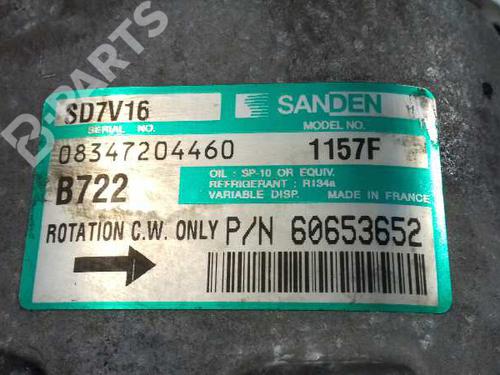 B-PARTS
SD7V16
SANDEN
SERIAL NO.
MODEL NO.
08347204460
1157F
B722
OIL : SP-10 OR EQUIV.
REFRIGERANT : R134a
VARIABLE DISP. MADE IN FRANCE
ROTATION C.W. ONLY P/N 60653652